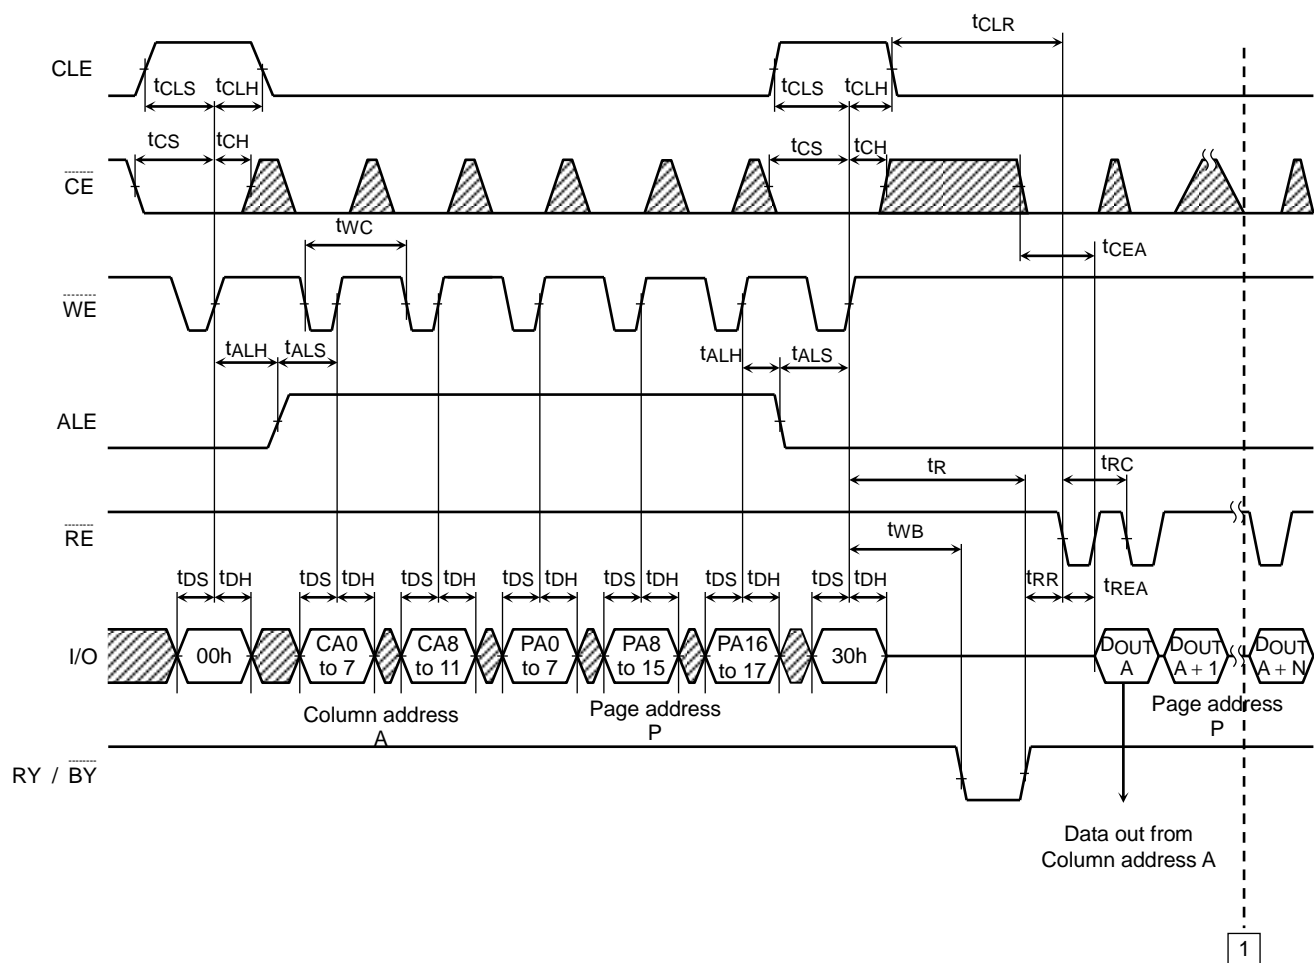 tCLR
CLE
tCLS tCLH tCLS tCLH
tCS tCH tCS tCH
CE
tWC
tCEA
WE
tALH tALS tALH tALS
ALE
tR tRC
RE
tWB
tDS tDH tDS tDH tDS tDH tDS tDH tDS tDH tDS tDH tDS tDH tRR tREA
I/O
00h
CA0 to 7
CA8 to 11
PA0 to 7
PA8 to 15
PA16 to 17
30h
DOUT A
DOUT A + 1
DOUT A + N
Column address A
Page address P
Page address P
RY / BY
Data out from
Column address A
1